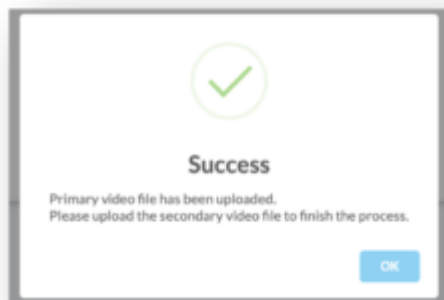 Success
Primary video file has been uploaded.
Please upload the secondary video file to finish the process.
OK